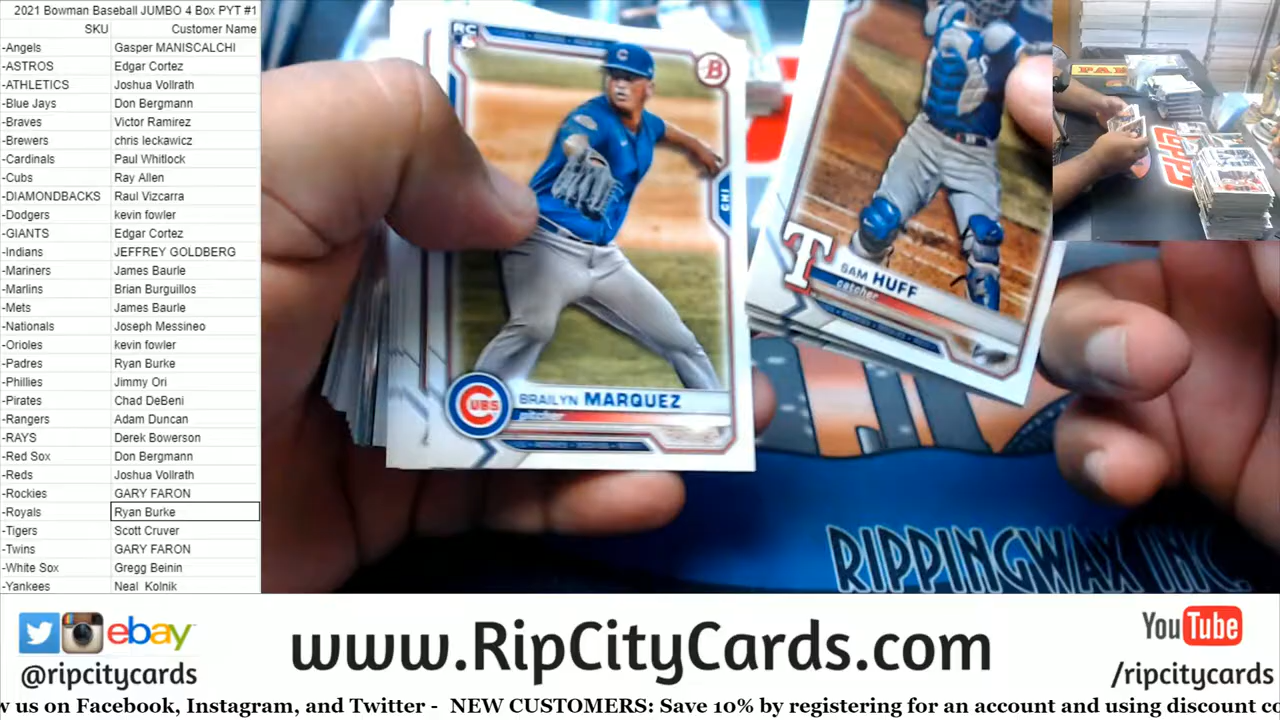 2021 Bowman Baseball JUMBO 4 Box PYT #1
SKU Customer Name
-Angels Gasper MANISCALCHI
-ASTROS Edgar Cortez
-ATHLETICS Joshua Vollrath
-Blue Jays Don Bergmann
-Braves Victor Ramirez
-Brewers chris leckawicz
-Cardinals Paul Whitlock
-Cubs Ray Allen
-DIAMONDBACKS Raul Vizcarra
-Dodgers kevin fowler
-GIANTS Edgar Cortez
-Indians JEFFREY GOLDBERG
-Mariners James Baurle
-Marlins Brian Burguillos
-Mets James Baurle
-Nationals Joseph Messineo
-Orioles kevin fowler
-Padres Ryan Burke
-Phillies Jimmy Ori
-Pirates Chad DeBeni
-Rangers Adam Duncan
-RAYS Derek Bowerson
-Red Sox Don Bergmann
-Reds Joshua Vollrath
-Rockies GARY FARON
-Royals Ryan Burke
-Tigers Scott Cruver
-Twins GARY FARON
-White Sox Gregg Beinin
-Yankees Neal Kolnik
RC
B
C
CHI
CUBS
BRAILYN MARQUEZ
pitcher
T
SAM HUFF
catcher
topps
RIPPINGWAX INC.
ebay
@ripcitycards
www.RipCityCards.com
YouTube
/ripcitycards
w us on Facebook, Instagram, and Twitter - NEW CUSTOMERS: Save 10% by registering for an account and using discount co